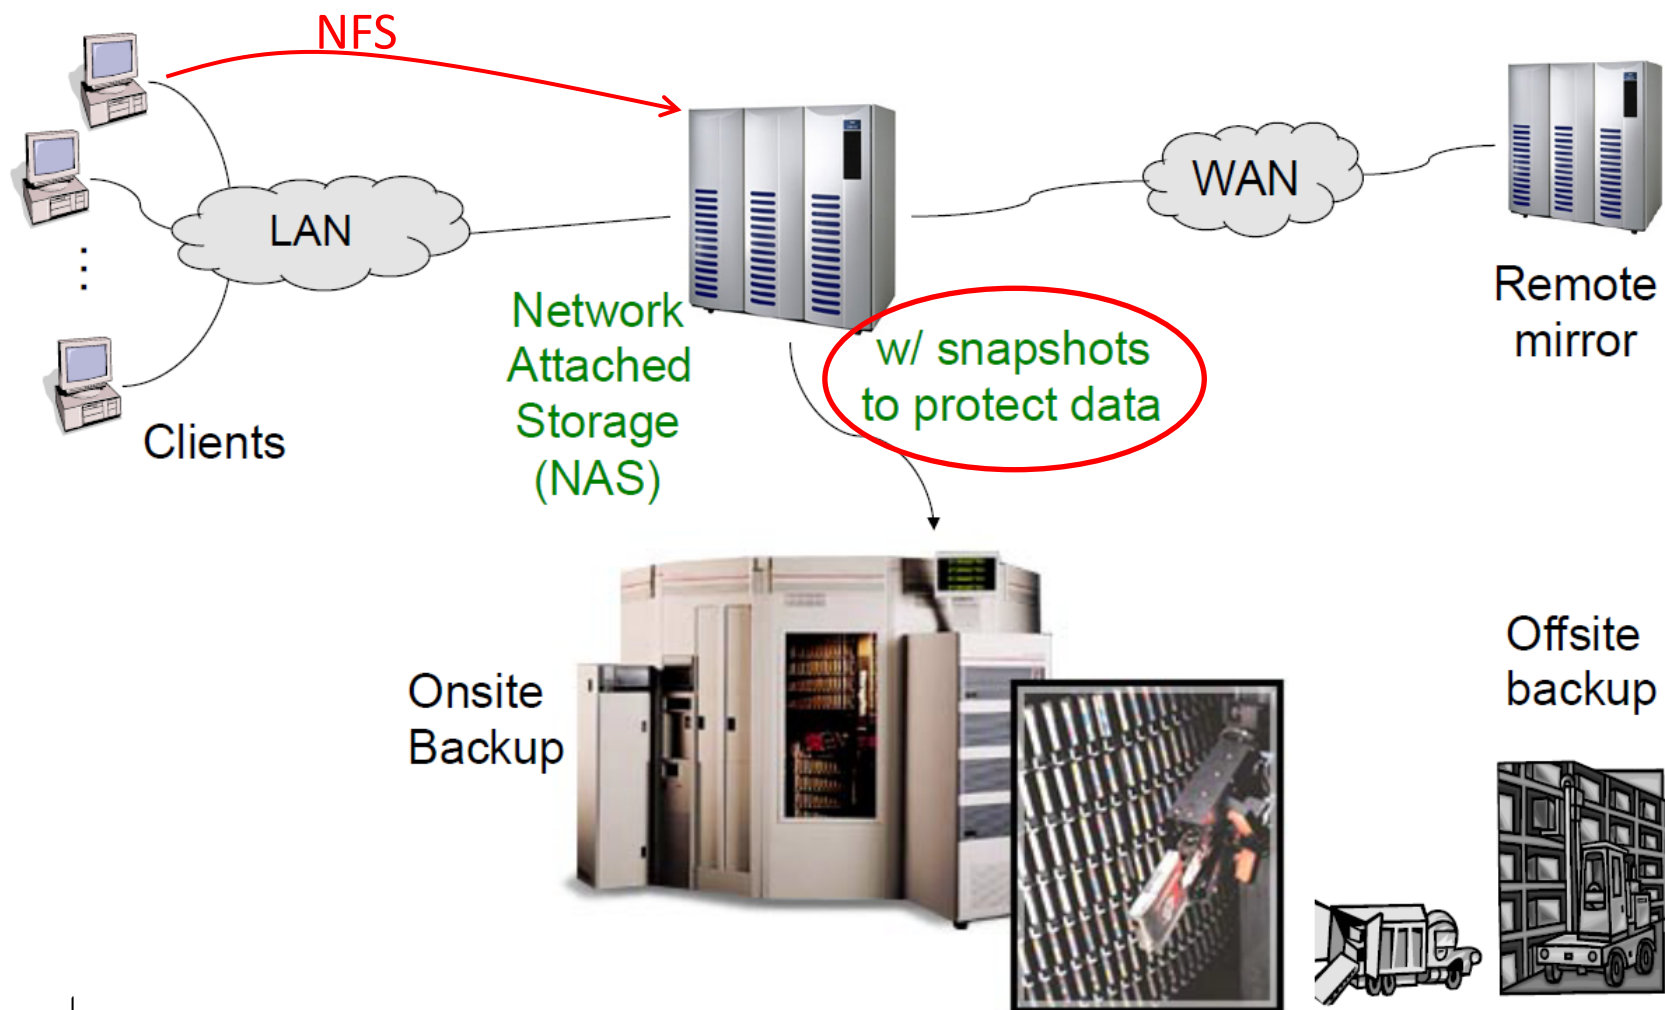 NFS
LAN
WAN
Clients
Network
Attached
Storage
(NAS)
w/ snapshots
to protect data
Remote
mirror
Onsite
Backup
Offsite
backup